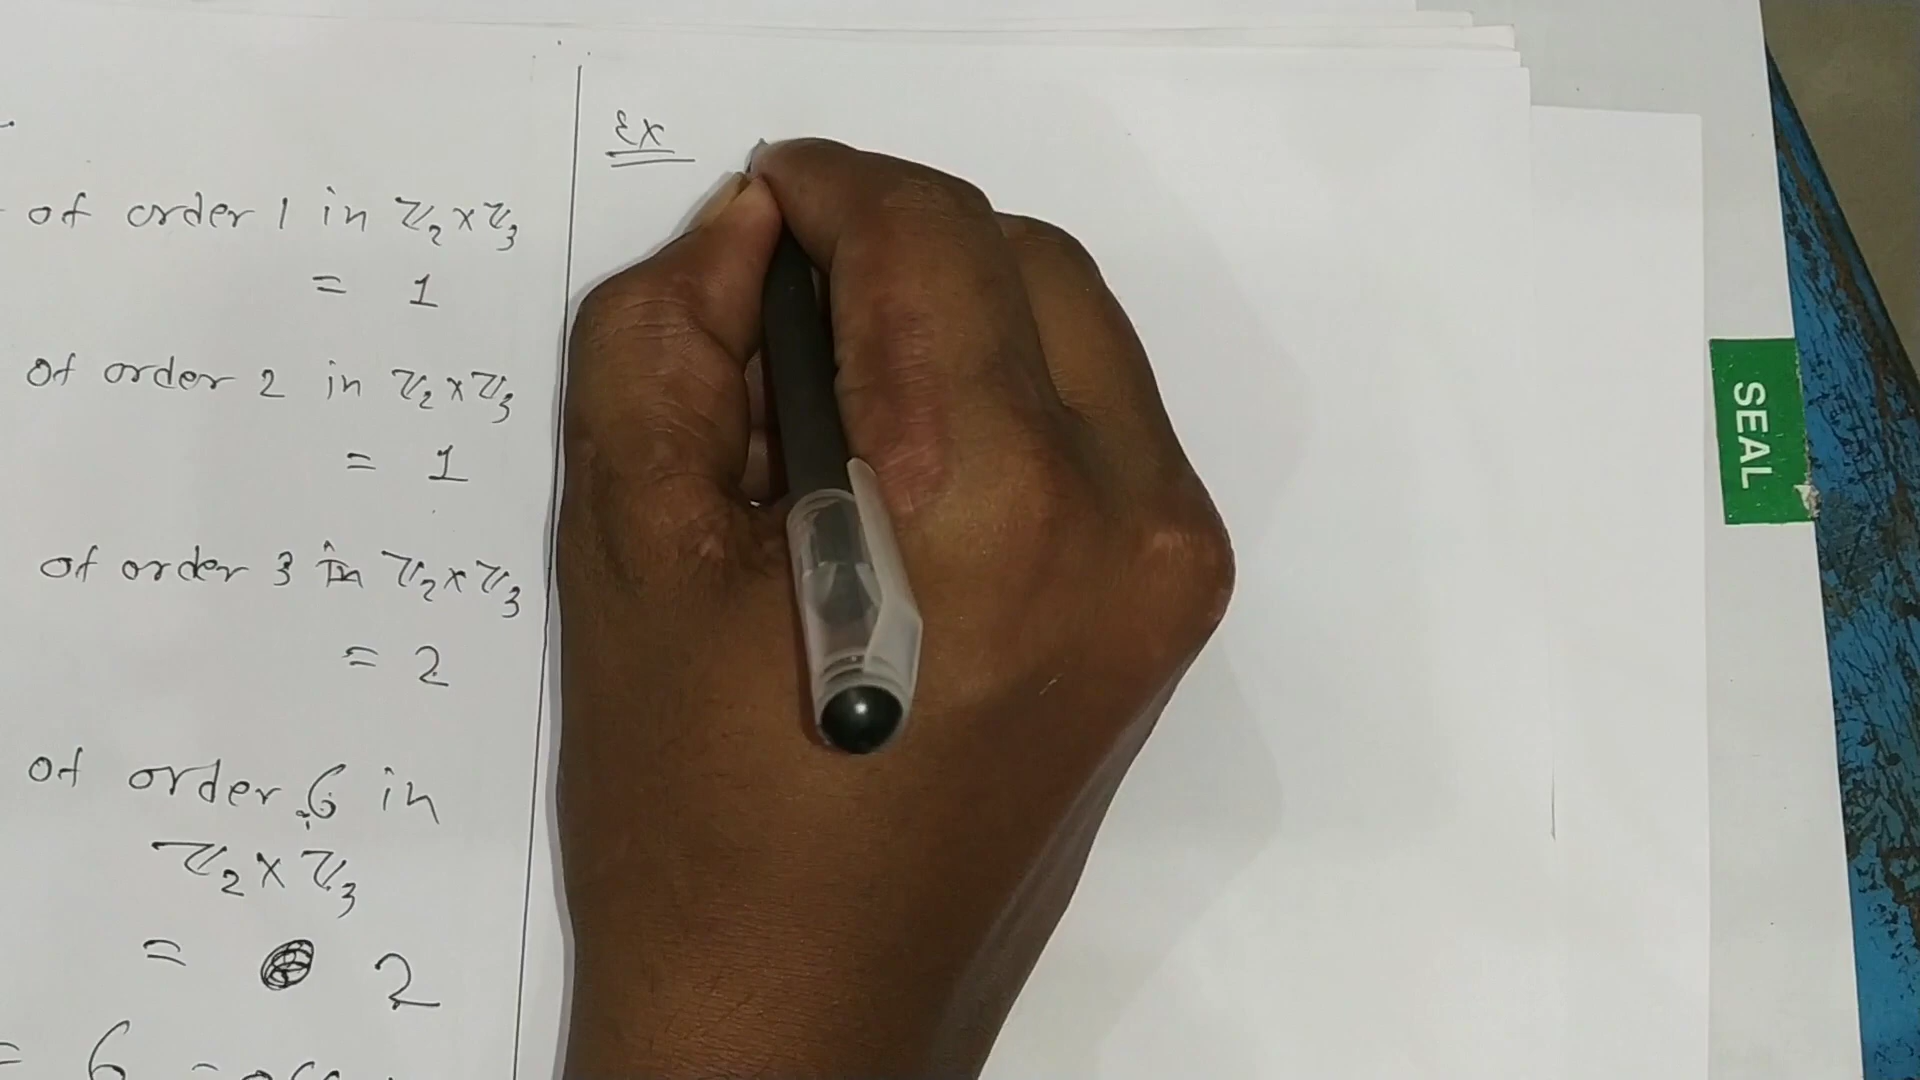 of order 1 in ℤ₂×ℤ₃
= 1
of order 2 in ℤ₂×ℤ₃
= 1
of order 3 in ℤ₂×ℤ₃
= 2
of order 6 in
ℤ₂×ℤ₃
= 2
= 6
Ex
SEAL